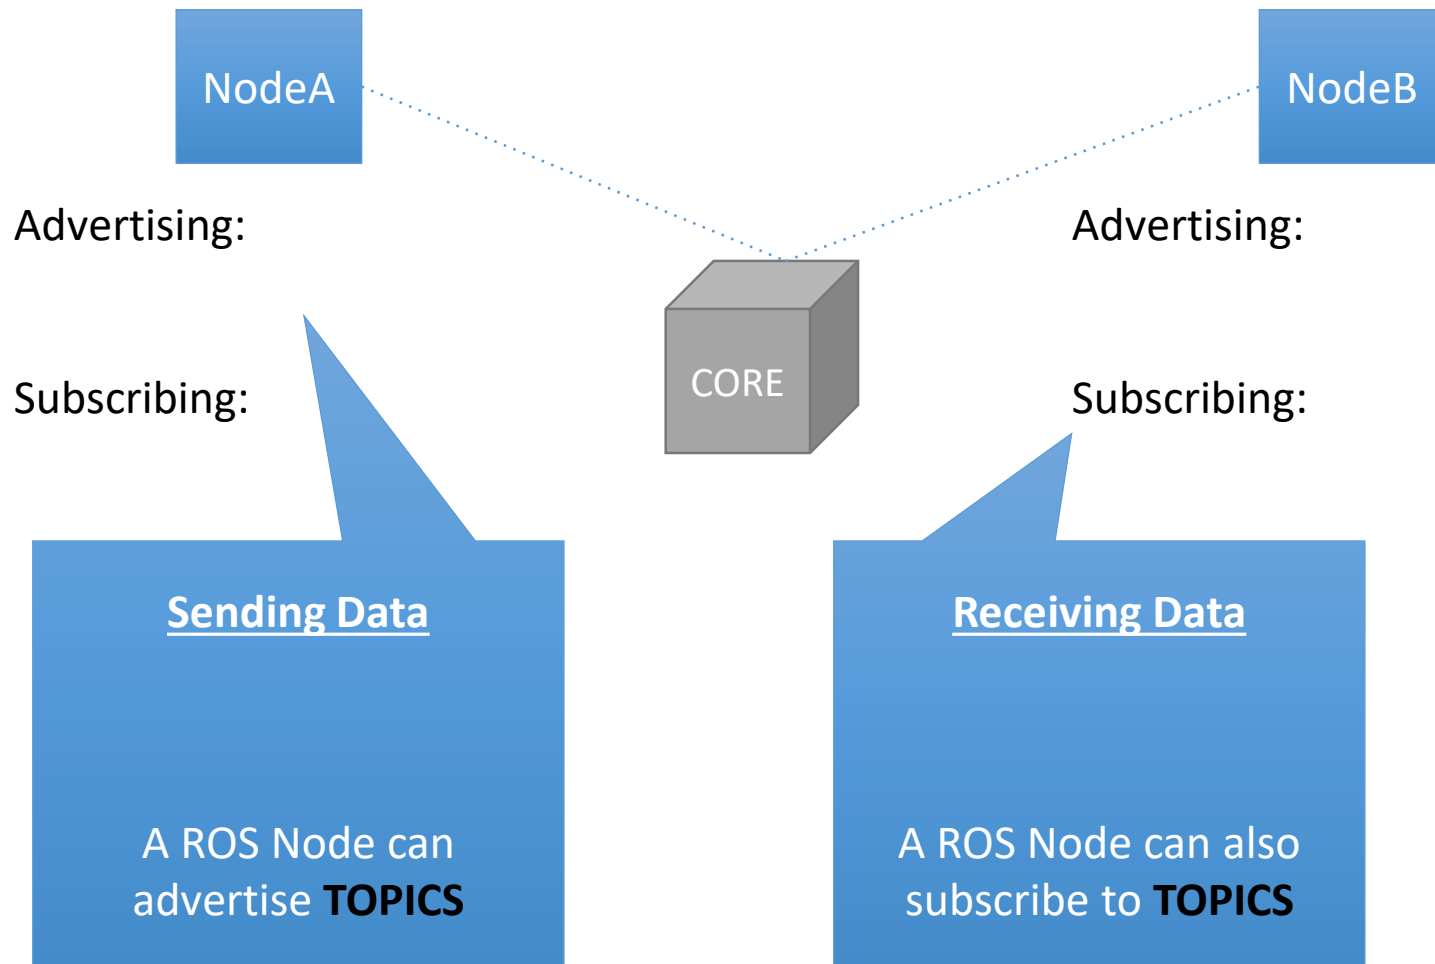 NodeA
NodeB
Advertising:
Advertising:
CORE
Subscribing:
Subscribing:
Sending Data
A ROS Node can
advertise TOPICS
Receiving Data
A ROS Node can also
subscribe to TOPICS